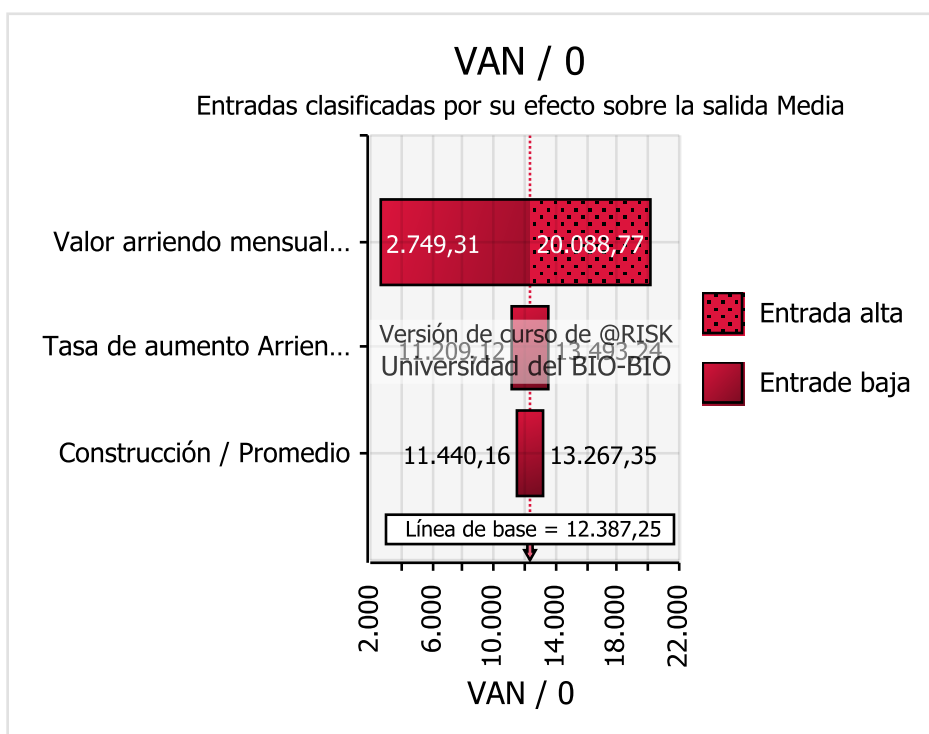 VAN / 0
Entradas clasificadas por su efecto sobre la salida Media
Valor arriendo mensual...
2.749,31
20.088,77
Tasa de aumento Arrien...
11.209,12
13.493,24
Versión de curso de @RISK
Universidad del BIO-BIO
Construcción / Promedio
11.440,16
13.267,35
Línea de base = 12.387,25
Entrada alta
Entrade baja
2.000
6.000
10.000
14.000
18.000
22.000
VAN / 0